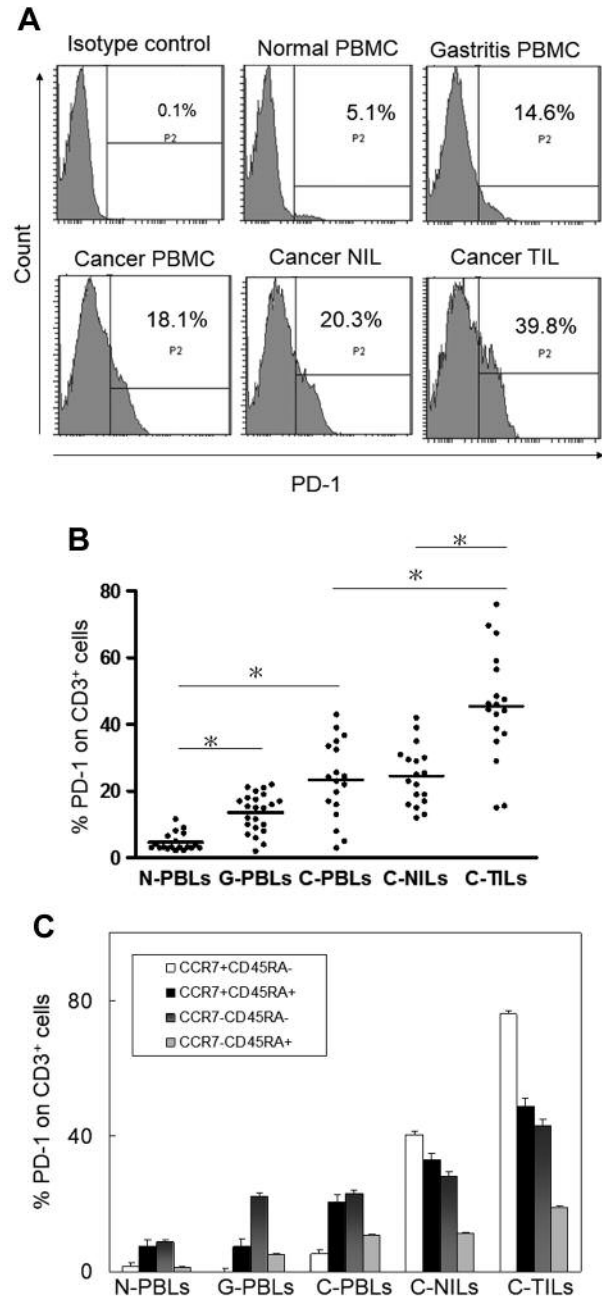 A
Isotype control Normal PBMC Gastritis PBMC
0.1% 5.1% 14.6%
P2 P2 P2
Cancer PBMC Cancer NIL Cancer TIL
18.1% 20.3% 39.8%
P2 P2 P2
Count
PD-1
B
% PD-1 on CD3⁺ cells
80
60
40
20
0
* * * *
N-PBLs G-PBLs C-PBLs C-NILs C-TILs
C
% PD-1 on CD3⁺ cells
CCR7+CD45RA-
CCR7+CD45RA+
CCR7-CD45RA-
CCR7-CD45RA+
80
40
0
N-PBLs G-PBLs C-PBLs C-NILs C-TILs